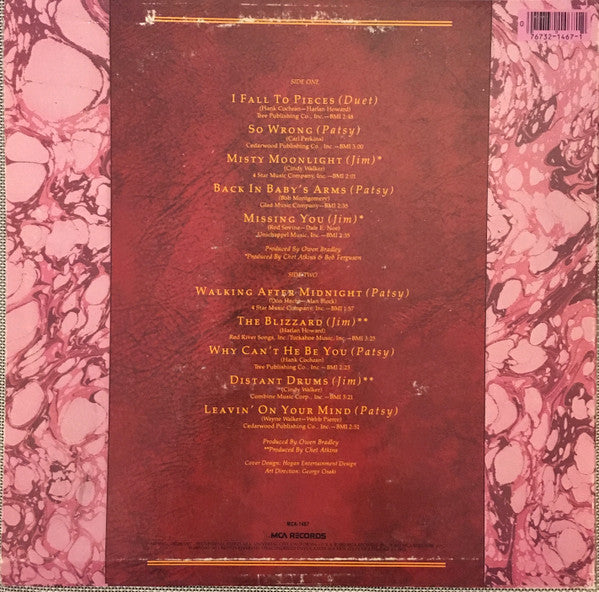 0
76732-1467-1
SIDE ONE
I FALL TO PIECES (Duet)
(Hank Cochran—Harlan Howard)
Tree Publishing Co., Inc.—BMI 2:48
SO WRONG (Patsy)
(Carl Perkins)
Cedarwood Publishing Co., Inc.—BMI 3:00
MISTY MOONLIGHT (Jim)*
(Cindy Walker)
4 Star Music Company, Inc.—BMI 2:01
BACK IN BABY'S ARMS (Patsy)
(Bob Montgomery)
Glad Music Company—BMI 2:35
MISSING YOU (Jim)*
(Red Sovine—Dale E. Noe)
Unichappel Music, Inc.—BMI 2:35
Produced By Owen Bradley
*Produced By Chet Atkins & Bob Ferguson
SIDE TWO
WALKING AFTER MIDNIGHT (Patsy)
(Don Hecht—Alan Block)
4 Star Music Company, Inc.—BMI 1:57
THE BLIZZARD (Jim)**
(Harlan Howard)
Red River Songs, Inc./Tuckahoe Music, Inc.—BMI 3:25
WHY CAN'T HE BE YOU (Patsy)
(Hank Cochran)
Tree Publishing Co., Inc.—BMI 2:23
DISTANT DRUMS (Jim)**
(Cindy Walker)
Combine Music Corp., Inc.—BMI 3:21
LEAVIN' ON YOUR MIND (Patsy)
(Wayne Walker—Webb Pierce)
Cedarwood Publishing Co., Inc.—BMI 2:31
Produced By Owen Bradley
**Produced By Chet Atkins
Cover Design: Hogan Entertainment Design
Art Direction: George Osaki
MCA-1467
MCA RECORDS